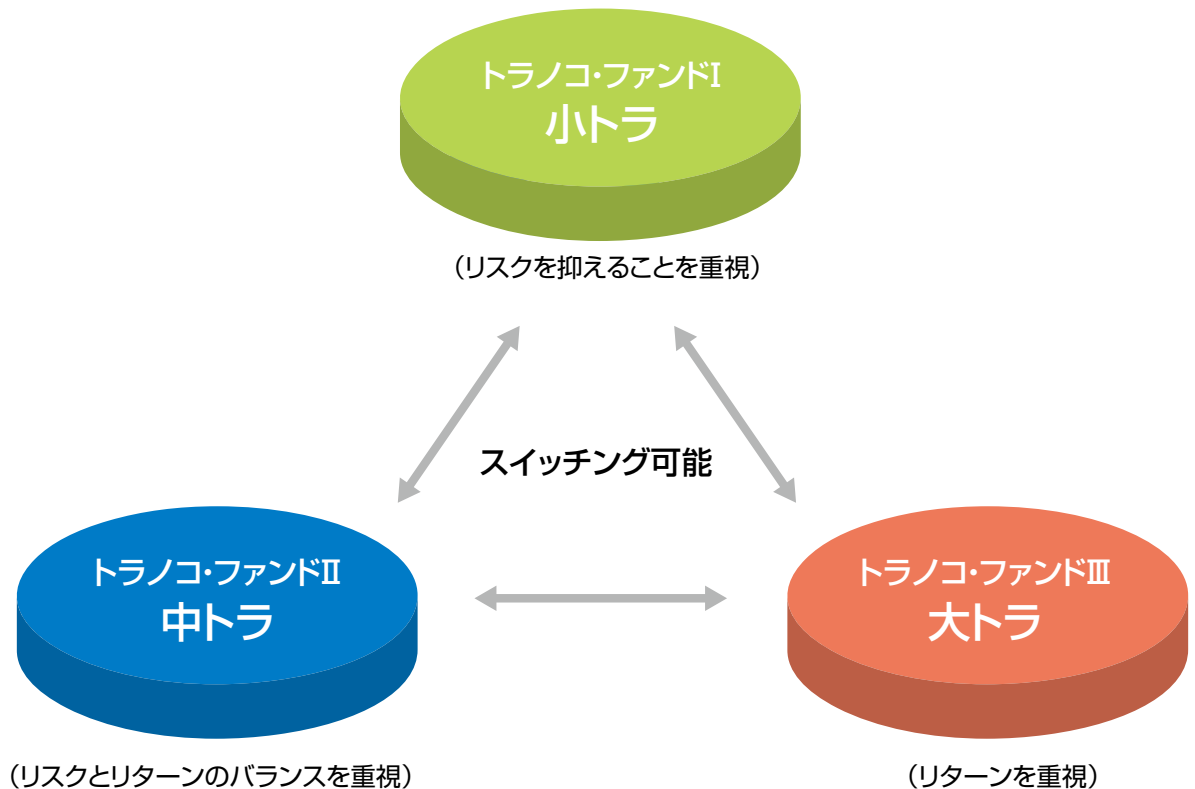 トラノコ・ファンドⅠ
小トラ
（リスクを抑えることを重視）
スイッチング可能
トラノコ・ファンドⅡ
中トラ
（リスクとリターンのバランスを重視）
トラノコ・ファンドⅢ
大トラ
（リターンを重視）